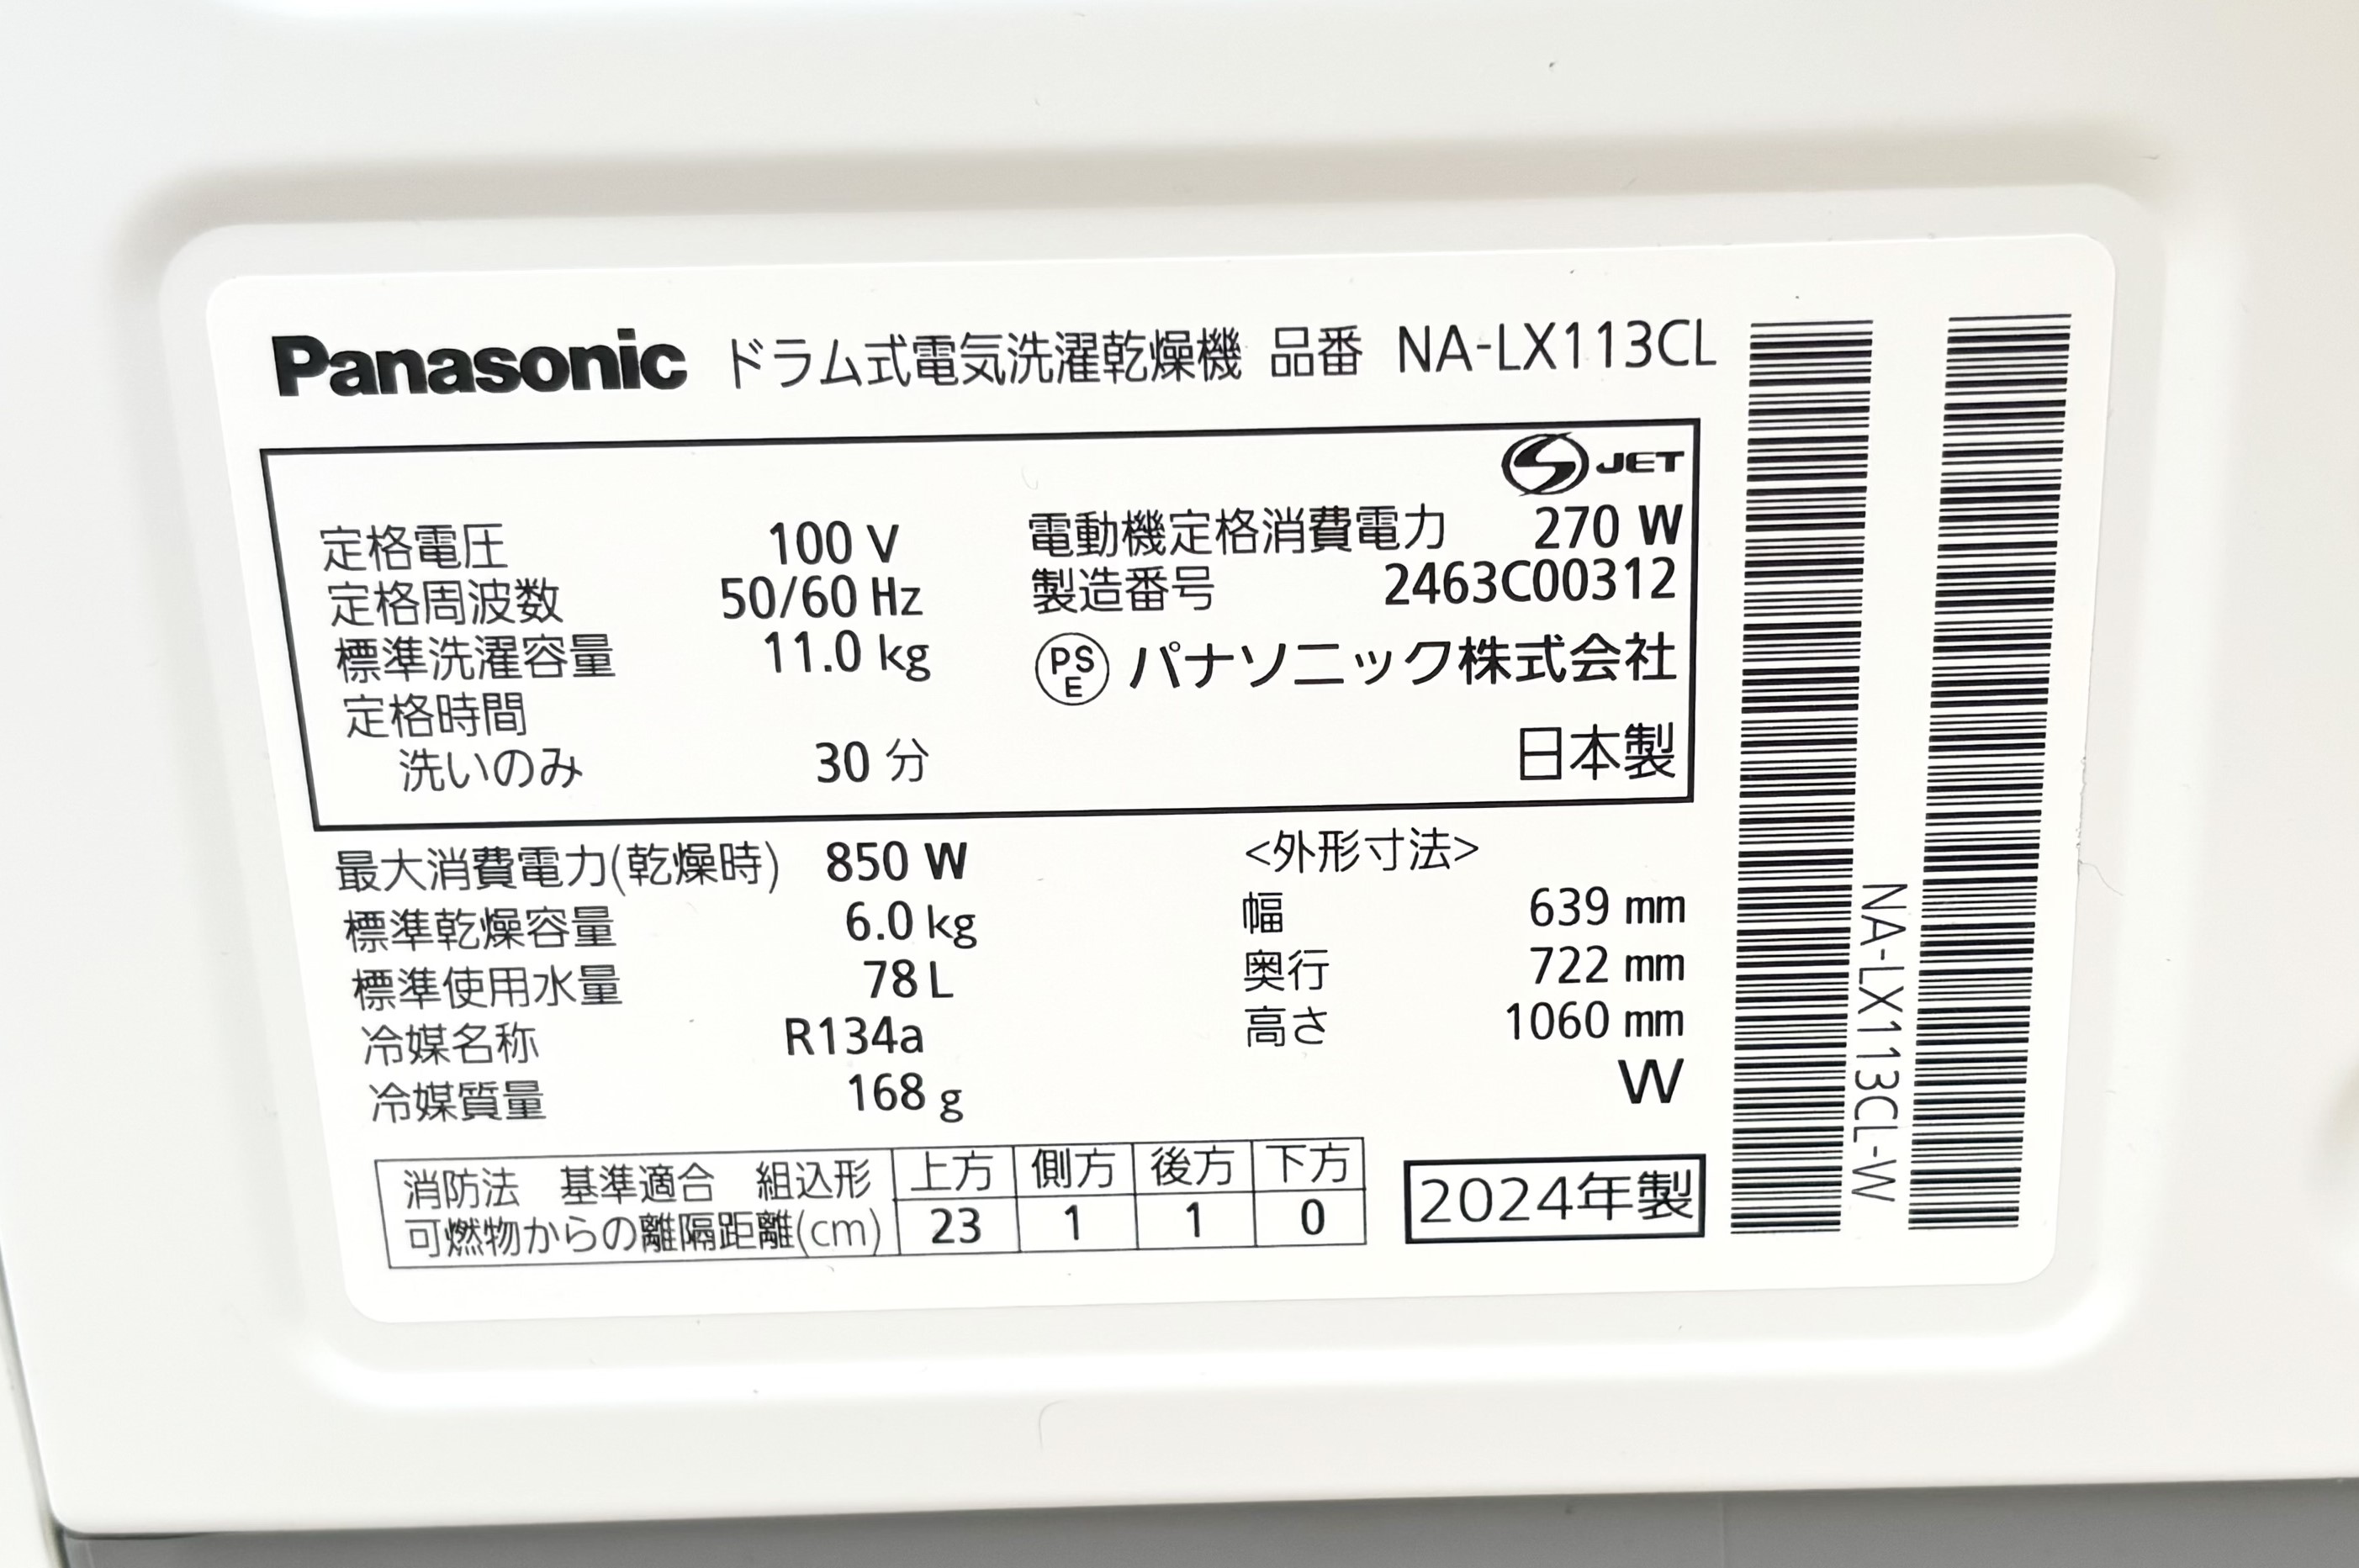 Panasonic ドラム式電気洗濯乾燥機 品番 NA-LX113CL
JET
定格電圧 100 V
定格周波数 50/60 Hz
標準洗濯容量 11.0 kg
定格時間
洗いのみ 30 分
電動機定格消費電力 270 W
製造番号 2463C00312
PSE パナソニック株式会社
日本製
最大消費電力(乾燥時) 850 W
標準乾燥容量 6.0 kg
標準使用水量 78 L
冷媒名称 R134a
冷媒質量 168 g
<外形寸法>
幅 639 mm
奥行 722 mm
高さ 1060 mm
W
消防法 基準適合 組込形 上方 側方 後方 下方
可燃物からの離隔距離(cm) 23 1 1 0
2024年製
NA-LX113CL-W